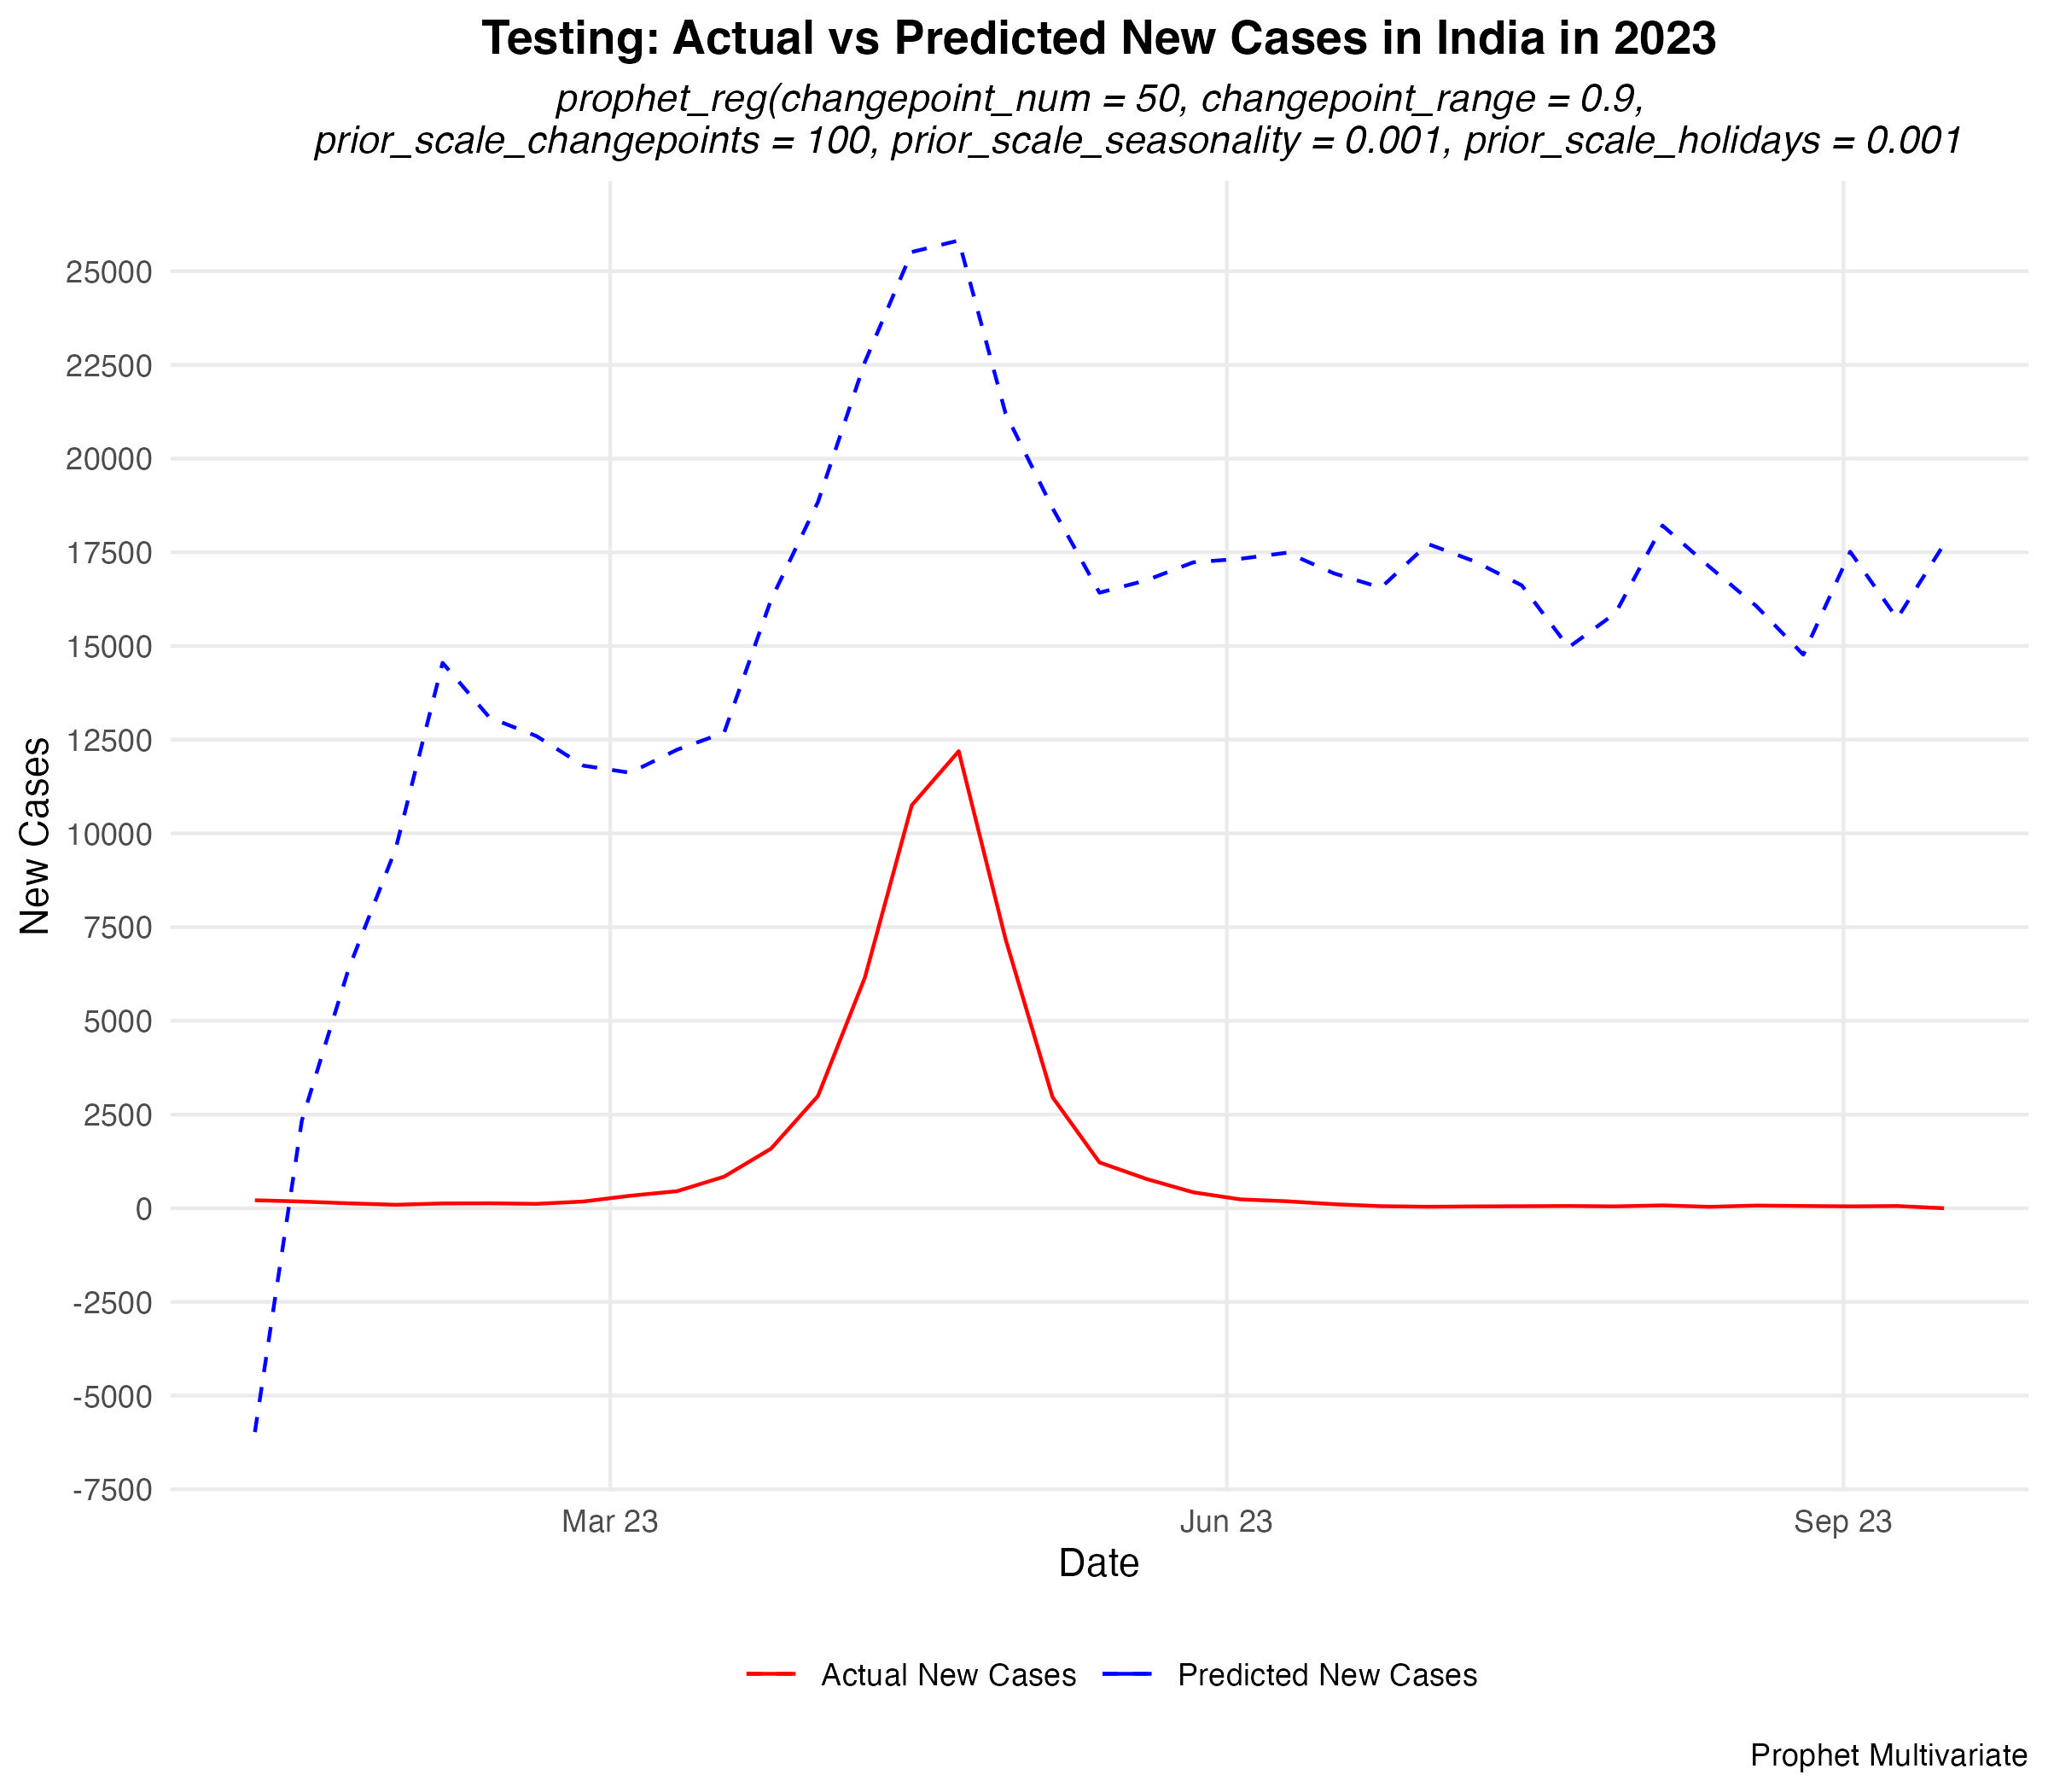 Testing: Actual vs Predicted New Cases in India in 2023
prophet_reg(changepoint_num = 50, changepoint_range = 0.9,
prior_scale_changepoints = 100, prior_scale_seasonality = 0.001, prior_scale_holidays = 0.001
New Cases
25000
22500
20000
17500
15000
12500
10000
7500
5000
2500
0
-2500
-5000
-7500
Mar 23 Jun 23 Sep 23
Date
Actual New Cases Predicted New Cases
Prophet Multivariate